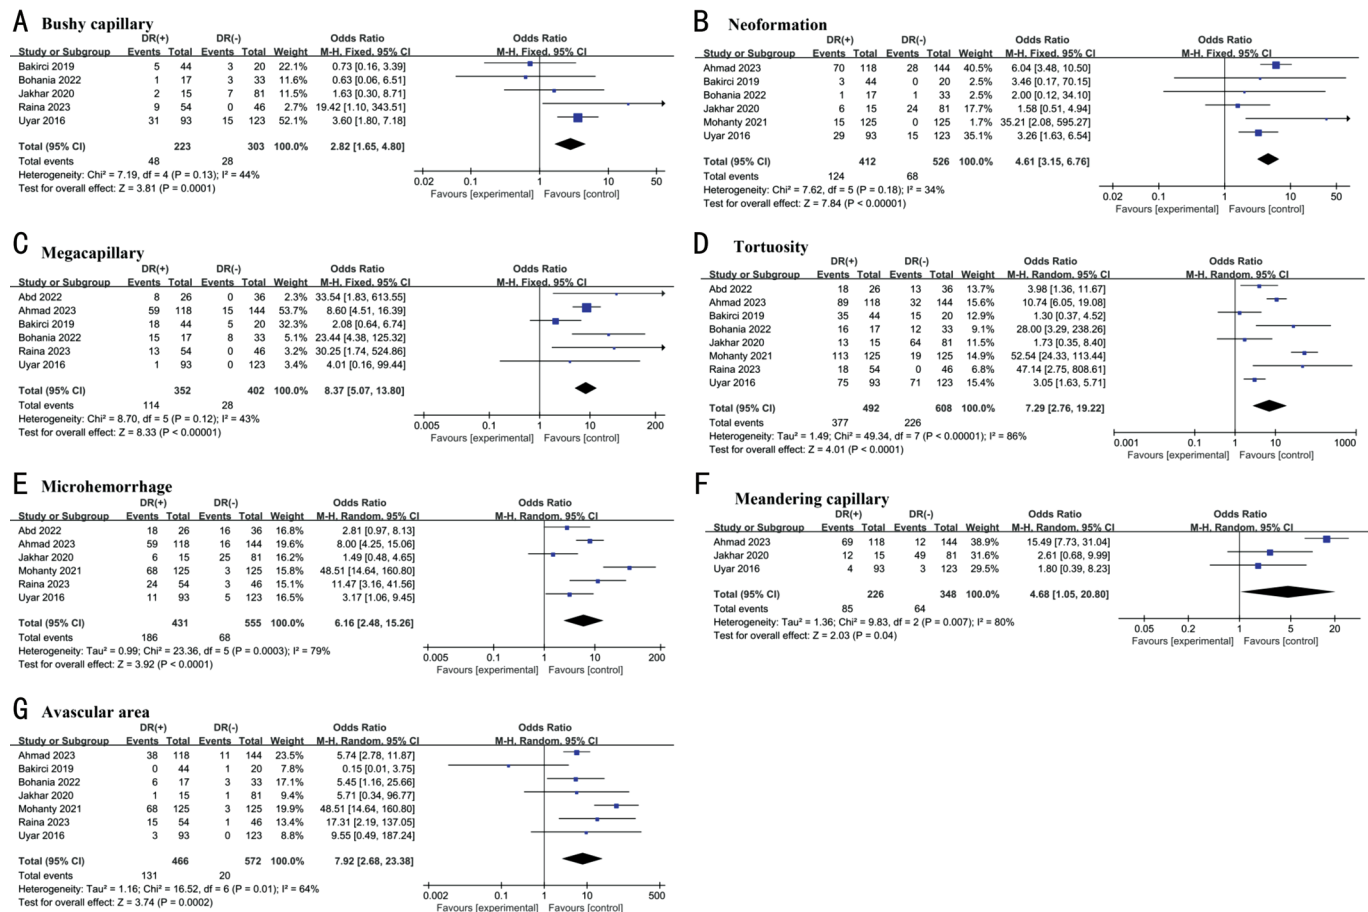 A Bushy capillary
DR(+) DR(-) Odds Ratio Odds Ratio
Study or Subgroup Events Total Events Total Weight M-H. Fixed. 95% CI M-H. Fixed. 95% CI
Bakirci 2019 5 44 3 20 22.1% 0.73 [0.16, 3.39]
Bohania 2022 1 17 3 33 11.6% 0.63 [0.06, 6.51]
Jakhar 2020 2 15 7 81 11.5% 1.63 [0.30, 8.71]
Raina 2023 9 54 0 46 2.7% 19.42 [1.10, 343.51]
Uyar 2016 31 93 15 123 52.1% 3.60 [1.80, 7.18]
Total (95% CI) 223 303 100.0% 2.82 [1.65, 4.80]
Total events 48 28
Heterogeneity: Chi² = 7.19, df = 4 (P = 0.13); I² = 44%
Test for overall effect: Z = 3.81 (P = 0.0001)
0.02 0.1 1 10 50
Favours [experimental] Favours [control]
B Neoformation
DR(+) DR(-) Odds Ratio Odds Ratio
Study or Subgroup Events Total Events Total Weight M-H. Fixed. 95% CI M-H. Fixed. 95% CI
Ahmad 2023 70 118 28 144 40.5% 6.04 [3.48, 10.50]
Bakirci 2019 3 44 0 20 2.5% 3.46 [0.17, 70.15]
Bohania 2022 1 17 1 33 2.5% 2.00 [0.12, 34.10]
Jakhar 2020 6 15 24 81 17.7% 1.58 [0.51, 4.94]
Mohanty 2021 15 125 0 125 1.7% 35.21 [2.08, 595.27]
Uyar 2016 29 93 15 123 35.2% 3.26 [1.63, 6.54]
Total (95% CI) 412 526 100.0% 4.61 [3.15, 6.76]
Total events 124 68
Heterogeneity: Chi² = 7.62, df = 5 (P = 0.18); I² = 34%
Test for overall effect: Z = 7.84 (P < 0.00001)
0.02 0.1 1 10 50
Favours [experimental] Favours [control]
C Megacapillary
DR(+) DR(-) Odds Ratio Odds Ratio
Study or Subgroup Events Total Events Total Weight M-H. Fixed. 95% CI M-H. Fixed. 95% CI
Abd 2022 8 26 0 36 2.3% 33.54 [1.83, 613.55]
Ahmad 2023 59 118 15 144 53.7% 8.60 [4.51, 16.39]
Bakirci 2019 18 44 5 20 32.3% 2.08 [0.64, 6.74]
Bohania 2022 15 17 8 33 5.2% 23.44 [4.38, 125.32]
Raina 2023 13 54 0 46 3.2% 30.25 [1.74, 524.86]
Uyar 2016 1 93 0 123 3.4% 4.01 [0.16, 99.44]
Total (95% CI) 352 402 100.0% 8.37 [5.07, 13.80]
Total events 114 28
Heterogeneity: Chi² = 8.70, df = 5 (P = 0.12); I² = 43%
Test for overall effect: Z = 8.33 (P < 0.00001)
0.005 0.1 1 10 200
Favours [experimental] Favours [control]
D Tortuosity
DR(+) DR(-) Odds Ratio Odds Ratio
Study or Subgroup Events Total Events Total Weight M-H. Random. 95% CI M-H. Random. 95% CI
Abd 2022 18 26 13 36 13.7% 3.98 [1.36, 11.67]
Ahmad 2023 89 118 32 144 15.6% 10.74 [6.05, 19.08]
Bakirci 2019 35 44 15 20 13.0% 1.30 [0.37, 4.52]
Bohania 2022 16 17 12 33 9.1% 28.00 [3.29, 238.26]
Jakhar 2020 13 15 64 81 11.5% 1.73 [0.35, 8.40]
Mohanty 2021 113 125 19 125 14.9% 52.54 [24.33, 113.44]
Raina 2023 18 54 0 46 6.8% 47.14 [2.75, 808.61]
Uyar 2016 75 93 71 123 15.4% 3.05 [1.63, 5.71]
Total (95% CI) 492 608 100.0% 7.29 [2.76, 19.22]
Total events 377 226
Heterogeneity: Tau² = 1.49; Chi² = 49.34, df = 7 (P < 0.00001); I² = 86%
Test for overall effect: Z = 4.01 (P < 0.0001)
0.001 0.1 1 10 1000
Favours [experimental] Favours [control]
E Microhemorrhage
DR(+) DR(-) Odds Ratio Odds Ratio
Study or Subgroup Events Total Events Total Weight M-H. Random. 95% CI M-H. Random. 95% CI
Abd 2022 18 26 16 36 16.8% 2.81 [0.97, 8.13]
Ahmad 2023 59 118 16 144 19.6% 8.00 [4.25, 15.06]
Jakhar 2020 6 15 25 81 16.2% 1.49 [0.48, 4.65]
Mohanty 2021 68 125 3 125 15.8% 48.51 [14.64, 160.80]
Raina 2023 24 54 3 46 15.1% 11.47 [3.16, 41.56]
Uyar 2016 11 93 5 123 16.5% 3.17 [1.06, 9.45]
Total (95% CI) 431 555 100.0% 6.16 [2.48, 15.26]
Total events 186 68
Heterogeneity: Tau² = 0.99; Chi² = 23.36, df = 5 (P = 0.0003); I² = 79%
Test for overall effect: Z = 3.92 (P < 0.0001)
0.005 0.1 1 10 200
Favours [experimental] Favours [control]
F Meandering capillary
DR(+) DR(-) Odds Ratio Odds Ratio
Study or Subgroup Events Total Events Total Weight M-H. Random. 95% CI M-H. Random. 95% CI
Ahmad 2023 69 118 12 144 38.9% 15.49 [7.73, 31.04]
Jakhar 2020 12 15 49 81 31.6% 2.61 [0.68, 9.99]
Uyar 2016 4 93 3 123 29.5% 1.80 [0.39, 8.23]
Total (95% CI) 226 348 100.0% 4.68 [1.05, 20.80]
Total events 85 64
Heterogeneity: Tau² = 1.36; Chi² = 9.83, df = 2 (P = 0.007); I² = 80%
Test for overall effect: Z = 2.03 (P = 0.04)
0.05 0.2 1 5 20
Favours [experimental] Favours [control]
G Avascular area
DR(+) DR(-) Odds Ratio Odds Ratio
Study or Subgroup Events Total Events Total Weight M-H. Random. 95% CI M-H. Random. 95% CI
Ahmad 2023 38 118 11 144 23.5% 5.74 [2.78, 11.87]
Bakirci 2019 0 44 1 20 7.8% 0.15 [0.01, 3.75]
Bohania 2022 6 17 3 33 17.1% 5.45 [1.16, 25.66]
Jakhar 2020 1 15 1 81 9.4% 5.71 [0.34, 96.77]
Mohanty 2021 68 125 3 125 19.9% 48.51 [14.64, 160.80]
Raina 2023 15 54 1 46 13.4% 17.31 [2.19, 137.05]
Uyar 2016 3 93 0 123 8.8% 9.55 [0.49, 187.24]
Total (95% CI) 466 572 100.0% 7.92 [2.68, 23.38]
Total events 131 20
Heterogeneity: Tau² = 1.16; Chi² = 16.52, df = 6 (P = 0.01); I² = 64%
Test for overall effect: Z = 3.74 (P = 0.0002)
0.002 0.1 1 10 500
Favours [experimental] Favours [control]